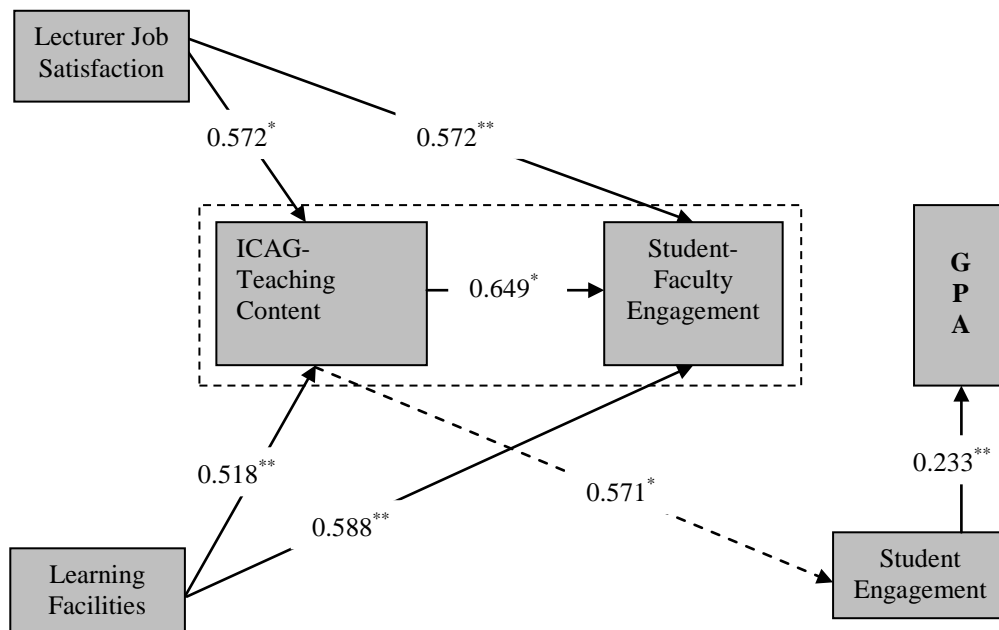 Lecturer Job
Satisfaction
0.572*
0.572**
ICAG-
Teaching
Content
0.649*
Student-
Faculty
Engagement
G
P
A
0.518**
0.588**
0.571*
0.233**
Learning
Facilities
Student
Engagement